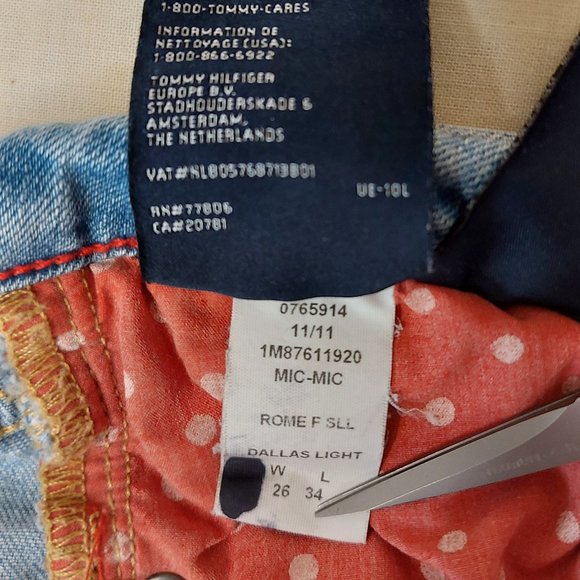 1-800-TOMMY-CARES
INFORMATION DE
NETTOYAGE (USA):
1-800-866-6922
TOMMY HILFIGER
EUROPE B.V.
STADHOUDERSKADE 6
AMSTERDAM,
THE NETHERLANDS
VAT#NL805768713B01
UE-10L
RN#77806
CA#20781
0765914
11/11
1M87611920
MIC-MIC
ROME F SLL
DALLAS LIGHT
W L
26 34